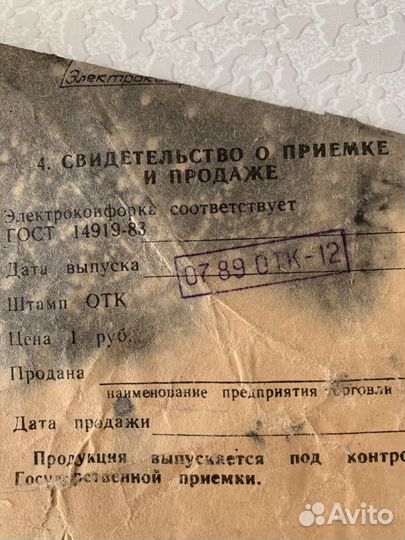 4. СВИДЕТЕЛЬСТВО О ПРИЕМКЕ
И ПРОДАЖЕ
Электроконфорка соответствует
ГОСТ 14919-83
Дата выпуска
07 89 ОТК-12
Штамп ОТК
Цена 1 руб.
Продана
наименование предприятия торговли
Дата продажи
Продукция выпускается под контро
Государственной приемки.
Avito